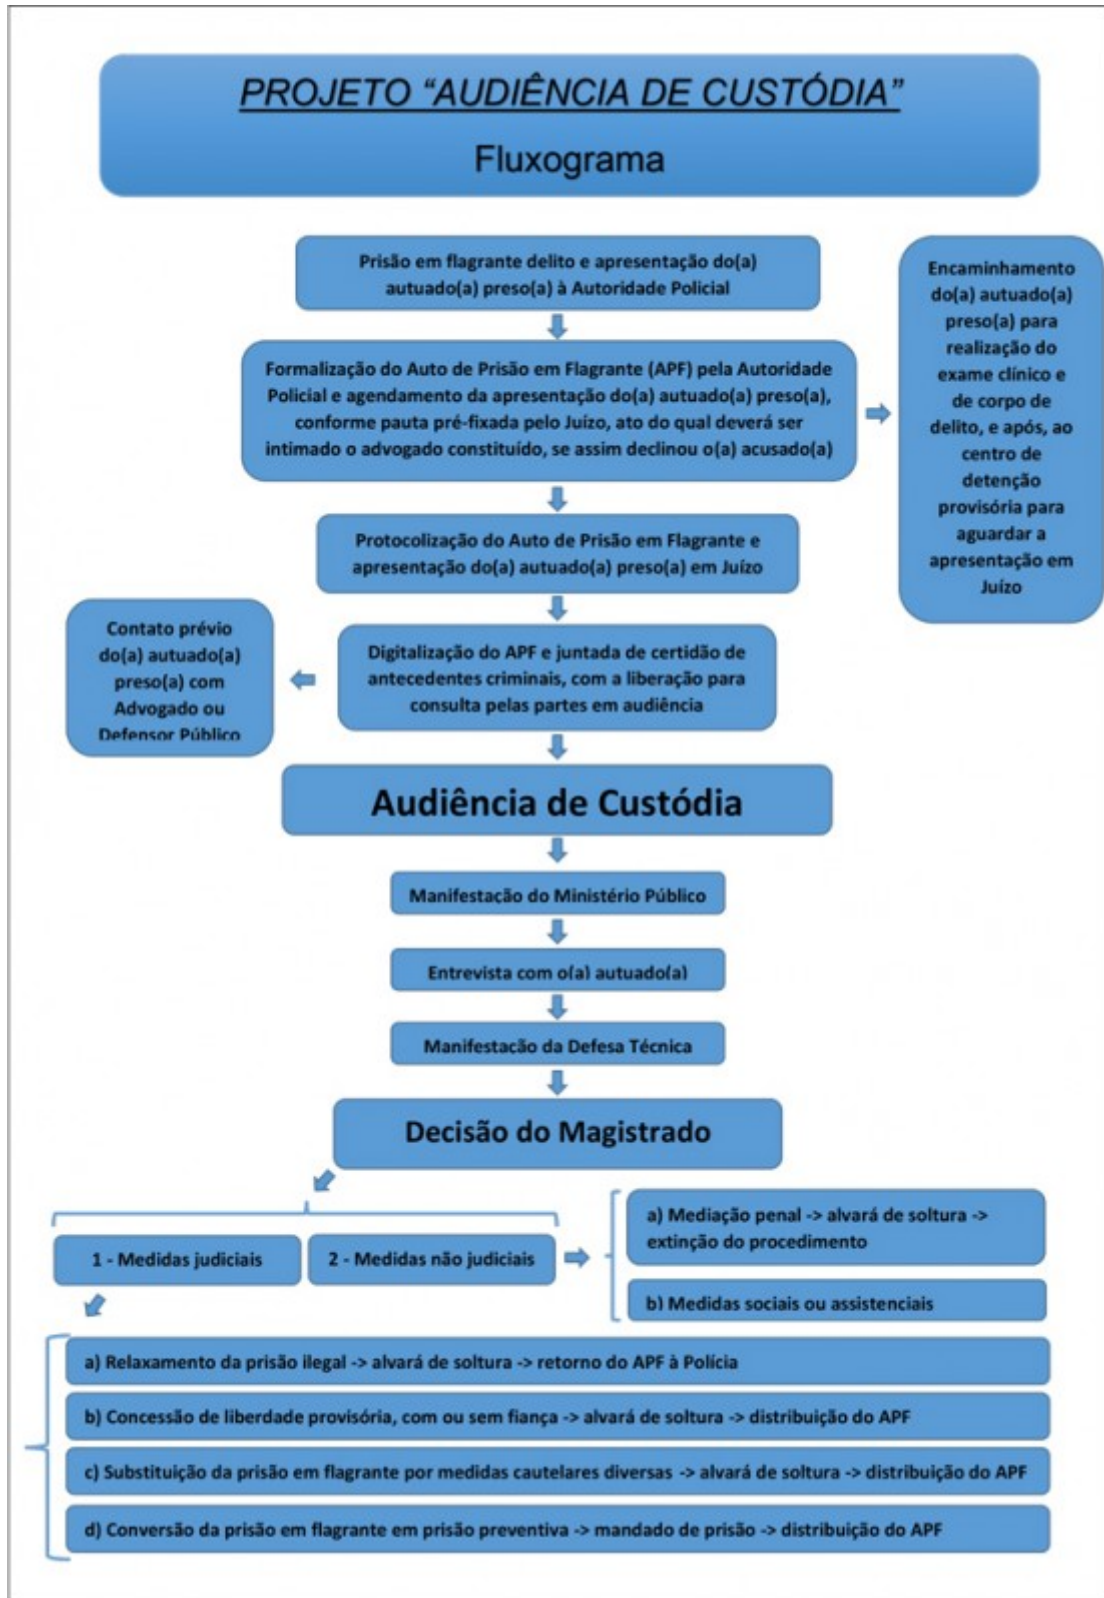 PROJETO “AUDIÊNCIA DE CUSTÓDIA”
Fluxograma
Prisão em flagrante delito e apresentação do(a)
autuado(a) preso(a) à Autoridade Policial
Encaminhamento
do(a) autuado(a)
preso(a) para
realização do
exame clínico e
de corpo de
delito, e após, ao
centro de
detenção
provisória para
aguardar a
apresentação em
Juízo
Formalização do Auto de Prisão em Flagrante (APF) pela Autoridade
Policial e agendamento da apresentação do(a) autuado(a) preso(a),
conforme pauta pré-fixada pelo Juízo, ato do qual deverá ser
intimado o advogado constituído, se assim declinou o(a) acusado(a)
Protocolização do Auto de Prisão em Flagrante e
apresentação do(a) autuado(a) preso(a) em Juízo
Contato prévio
do(a) autuado(a)
preso(a) com
Advogado ou
Defensor Público
Digitalização do APF e juntada de certidão de
antecedentes criminais, com a liberação para
consulta pelas partes em audiência
Audiência de Custódia
Manifestação do Ministério Público
Entrevista com o(a) autuado(a)
Manifestação da Defesa Técnica
Decisão do Magistrado
1 - Medidas judiciais
2 - Medidas não judiciais
a) Mediação penal -> alvará de soltura ->
extinção do procedimento
b) Medidas sociais ou assistenciais
a) Relaxamento da prisão ilegal -> alvará de soltura -> retorno do APF à Polícia
b) Concessão de liberdade provisória, com ou sem fiança -> alvará de soltura -> distribuição do APF
c) Substituição da prisão em flagrante por medidas cautelares diversas -> alvará de soltura -> distribuição do APF
d) Conversão da prisão em flagrante em prisão preventiva -> mandado de prisão -> distribuição do APF